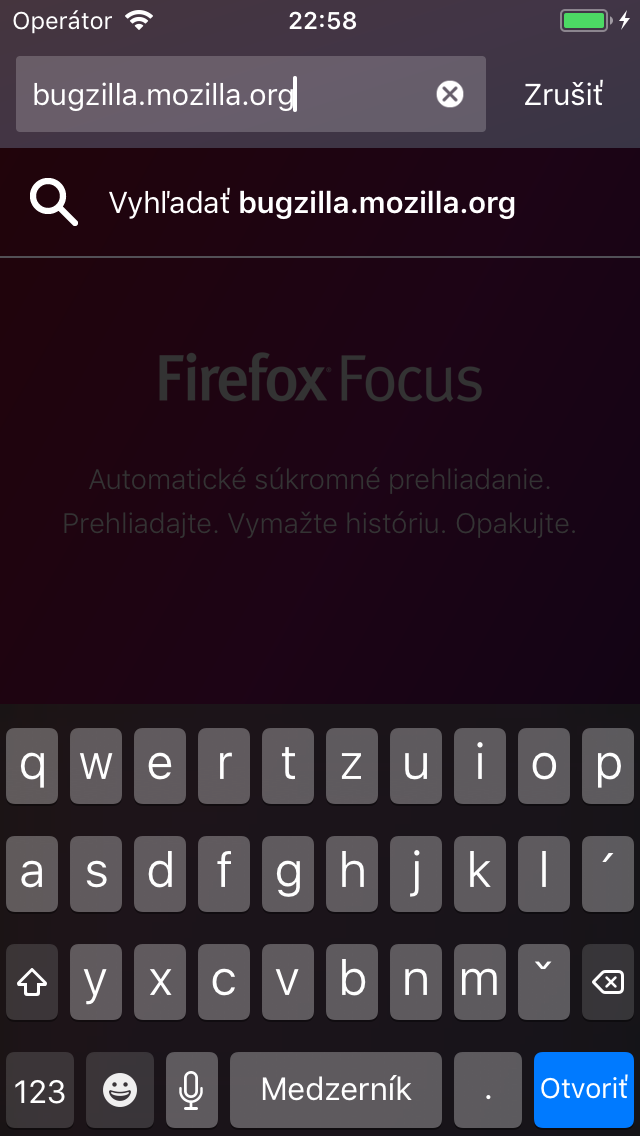 Operátor 22:58
bugzilla.mozilla.org Zrušiť
Vyhľadať bugzilla.mozilla.org
Firefox Focus
Automatické súkromné prehliadanie.
Prehliadajte. Vymažte históriu. Opakujte.
q w e r t z u i o p
a s d f g h j k l ´
y x c v b n m ˇ
123 Medzerník . Otvoriť